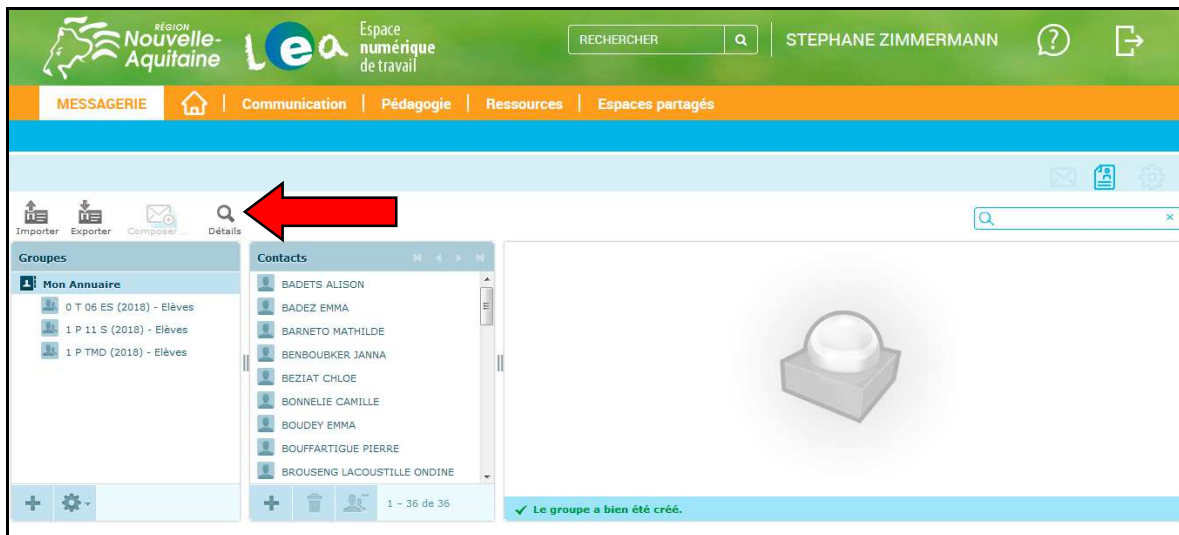 RÉGION
Nouvelle-
Aquitaine
Lea
Espace
numérique
de travail
RECHERCHER
STEPHANE ZIMMERMANN
?
MESSAGERIE
Communication | Pédagogie | Ressources | Espaces partagés
Importer Exporter Composer ... Détails
Groupes
Mon Annuaire
0 T 06 ES (2018) - Elèves
1 P 11 S (2018) - Elèves
1 P TMD (2018) - Elèves
Contacts
BADETS ALISON
BADEZ EMMA
BARNETO MATHILDE
BENBOUBKER JANNA
BEZIAT CHLOE
BONNELIE CAMILLE
BOUDEY EMMA
BOUFFARTIGUE PIERRE
BROUSENG LACOUSTILLE ONDINE
1 – 36 de 36
Le groupe a bien été créé.